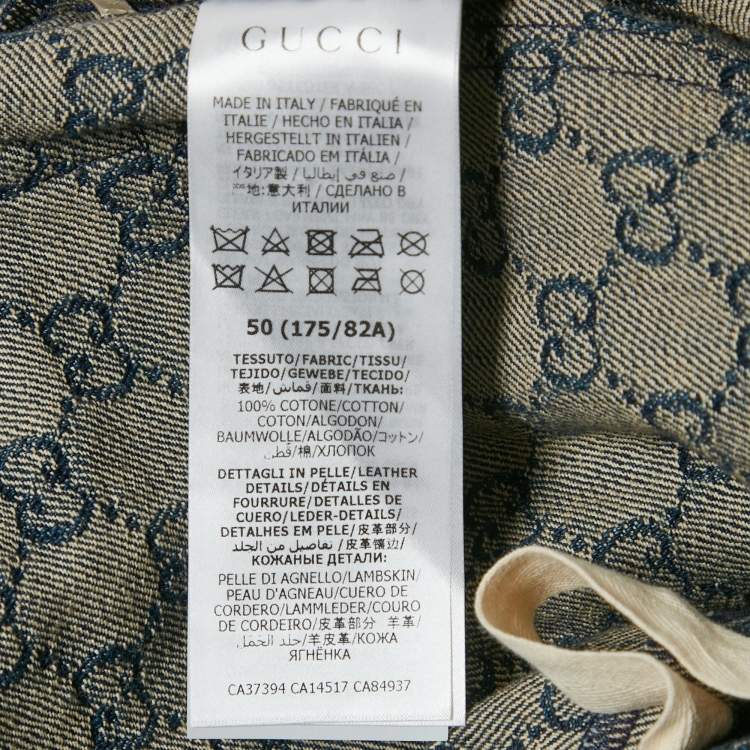 GUCCI
MADE IN ITALY / FABRIQUÉ EN
ITALIE / HECHO EN ITALIA /
HERGESTELLT IN ITALIEN /
FABRICADO EM ITÁLIA /
イタリア製 / صنع في إيطاليا /
地:意大利 / СДЕЛАНО В
ИТАЛИИ
50 (175/82A)
TESSUTO/FABRIC/TISSU/
TEJIDO/GEWEBE/TECIDO/
表地/قماش/面料/ТКАНЬ:
100% COTONE/COTTON/
COTON/ALGODON/
BAUMWOLLE/ALGODÃO/コットン/
قطن/棉/ХЛОПОК
DETTAGLI IN PELLE/LEATHER
DETAILS/DÉTAILS EN
FOURRURE/DETALLES DE
CUERO/LEDER-DETAILS/
DETALHES EM PELE/皮革部分/
تفاصيل من الجلد/皮革镶边/
КОЖАНЫЕ ДЕТАЛИ:
PELLE DI AGNELLO/LAMBSKIN/
PEAU D'AGNEAU/CUERO DE
CORDERO/LAMMLEDER/COURO
DE CORDEIRO/皮革部分 羊革/
جلد الحَمَل/羊皮革/КОЖА
ЯГНЁНКА
CA37394 CA14517 CA84937